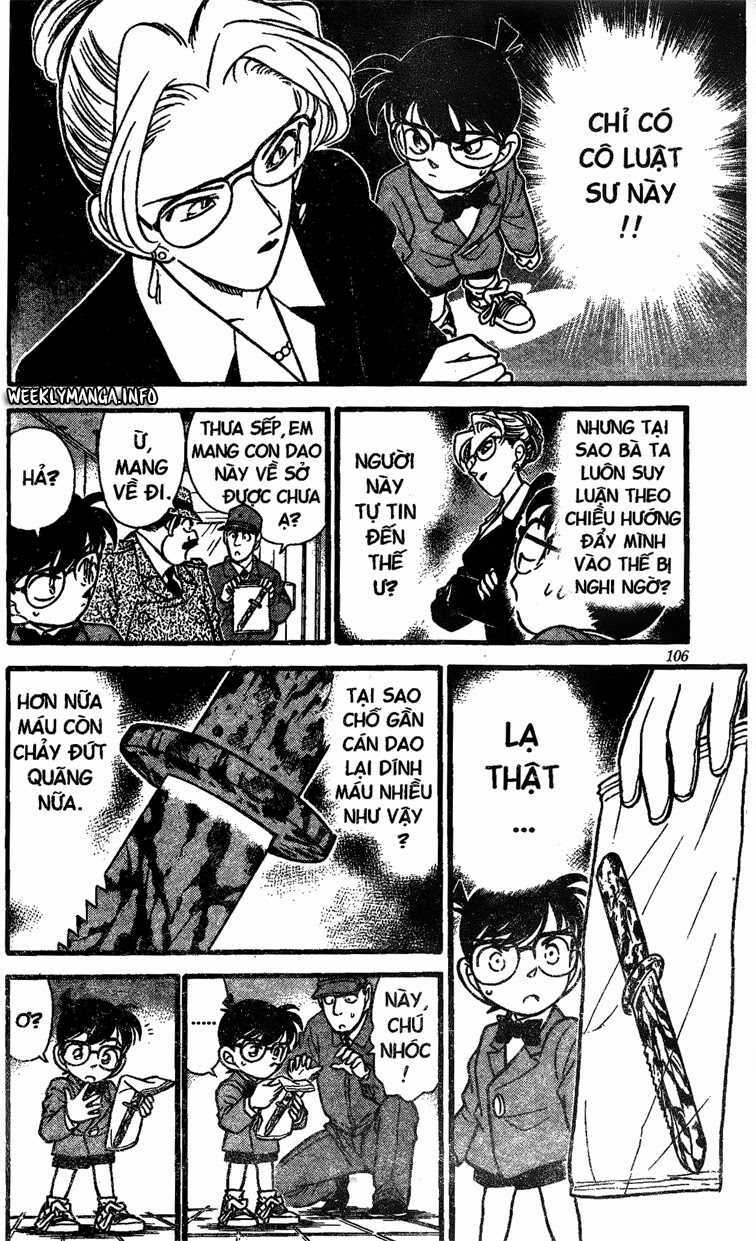 CHỈ CÓ
CÔ LUẬT
SƯ NÀY
!!
WEEKLYMANGA.INFO
NHƯNG TẠI
SAO BÀ TA
LUÔN SUY
LUẬN THEO
CHIỀU HƯỚNG
ĐẨY MÌNH
VÀO THẾ BỊ
NGHI NGỜ?
NGƯỜI
NÀY
TỰ TIN
ĐẾN
THẾ
Ư?
THƯA SẾP, EM
MANG CON DAO
NÀY VỀ SỞ
ĐƯỢC CHƯA
Ạ?
Ừ,
MANG
VỀ ĐI.
HẢ?
106
LẠ
THẬT
...
TẠI SAO
CHỖ GẦN
CÁN DAO
LẠI DÍNH
MÁU NHIỀU
NHƯ VẬY
?
HƠN NỮA
MÁU CÒN
CHẢY ĐỨT
QUÃNG
NỮA.
NÀY,
CHÚ
NHÓC
!
......
Ơ?